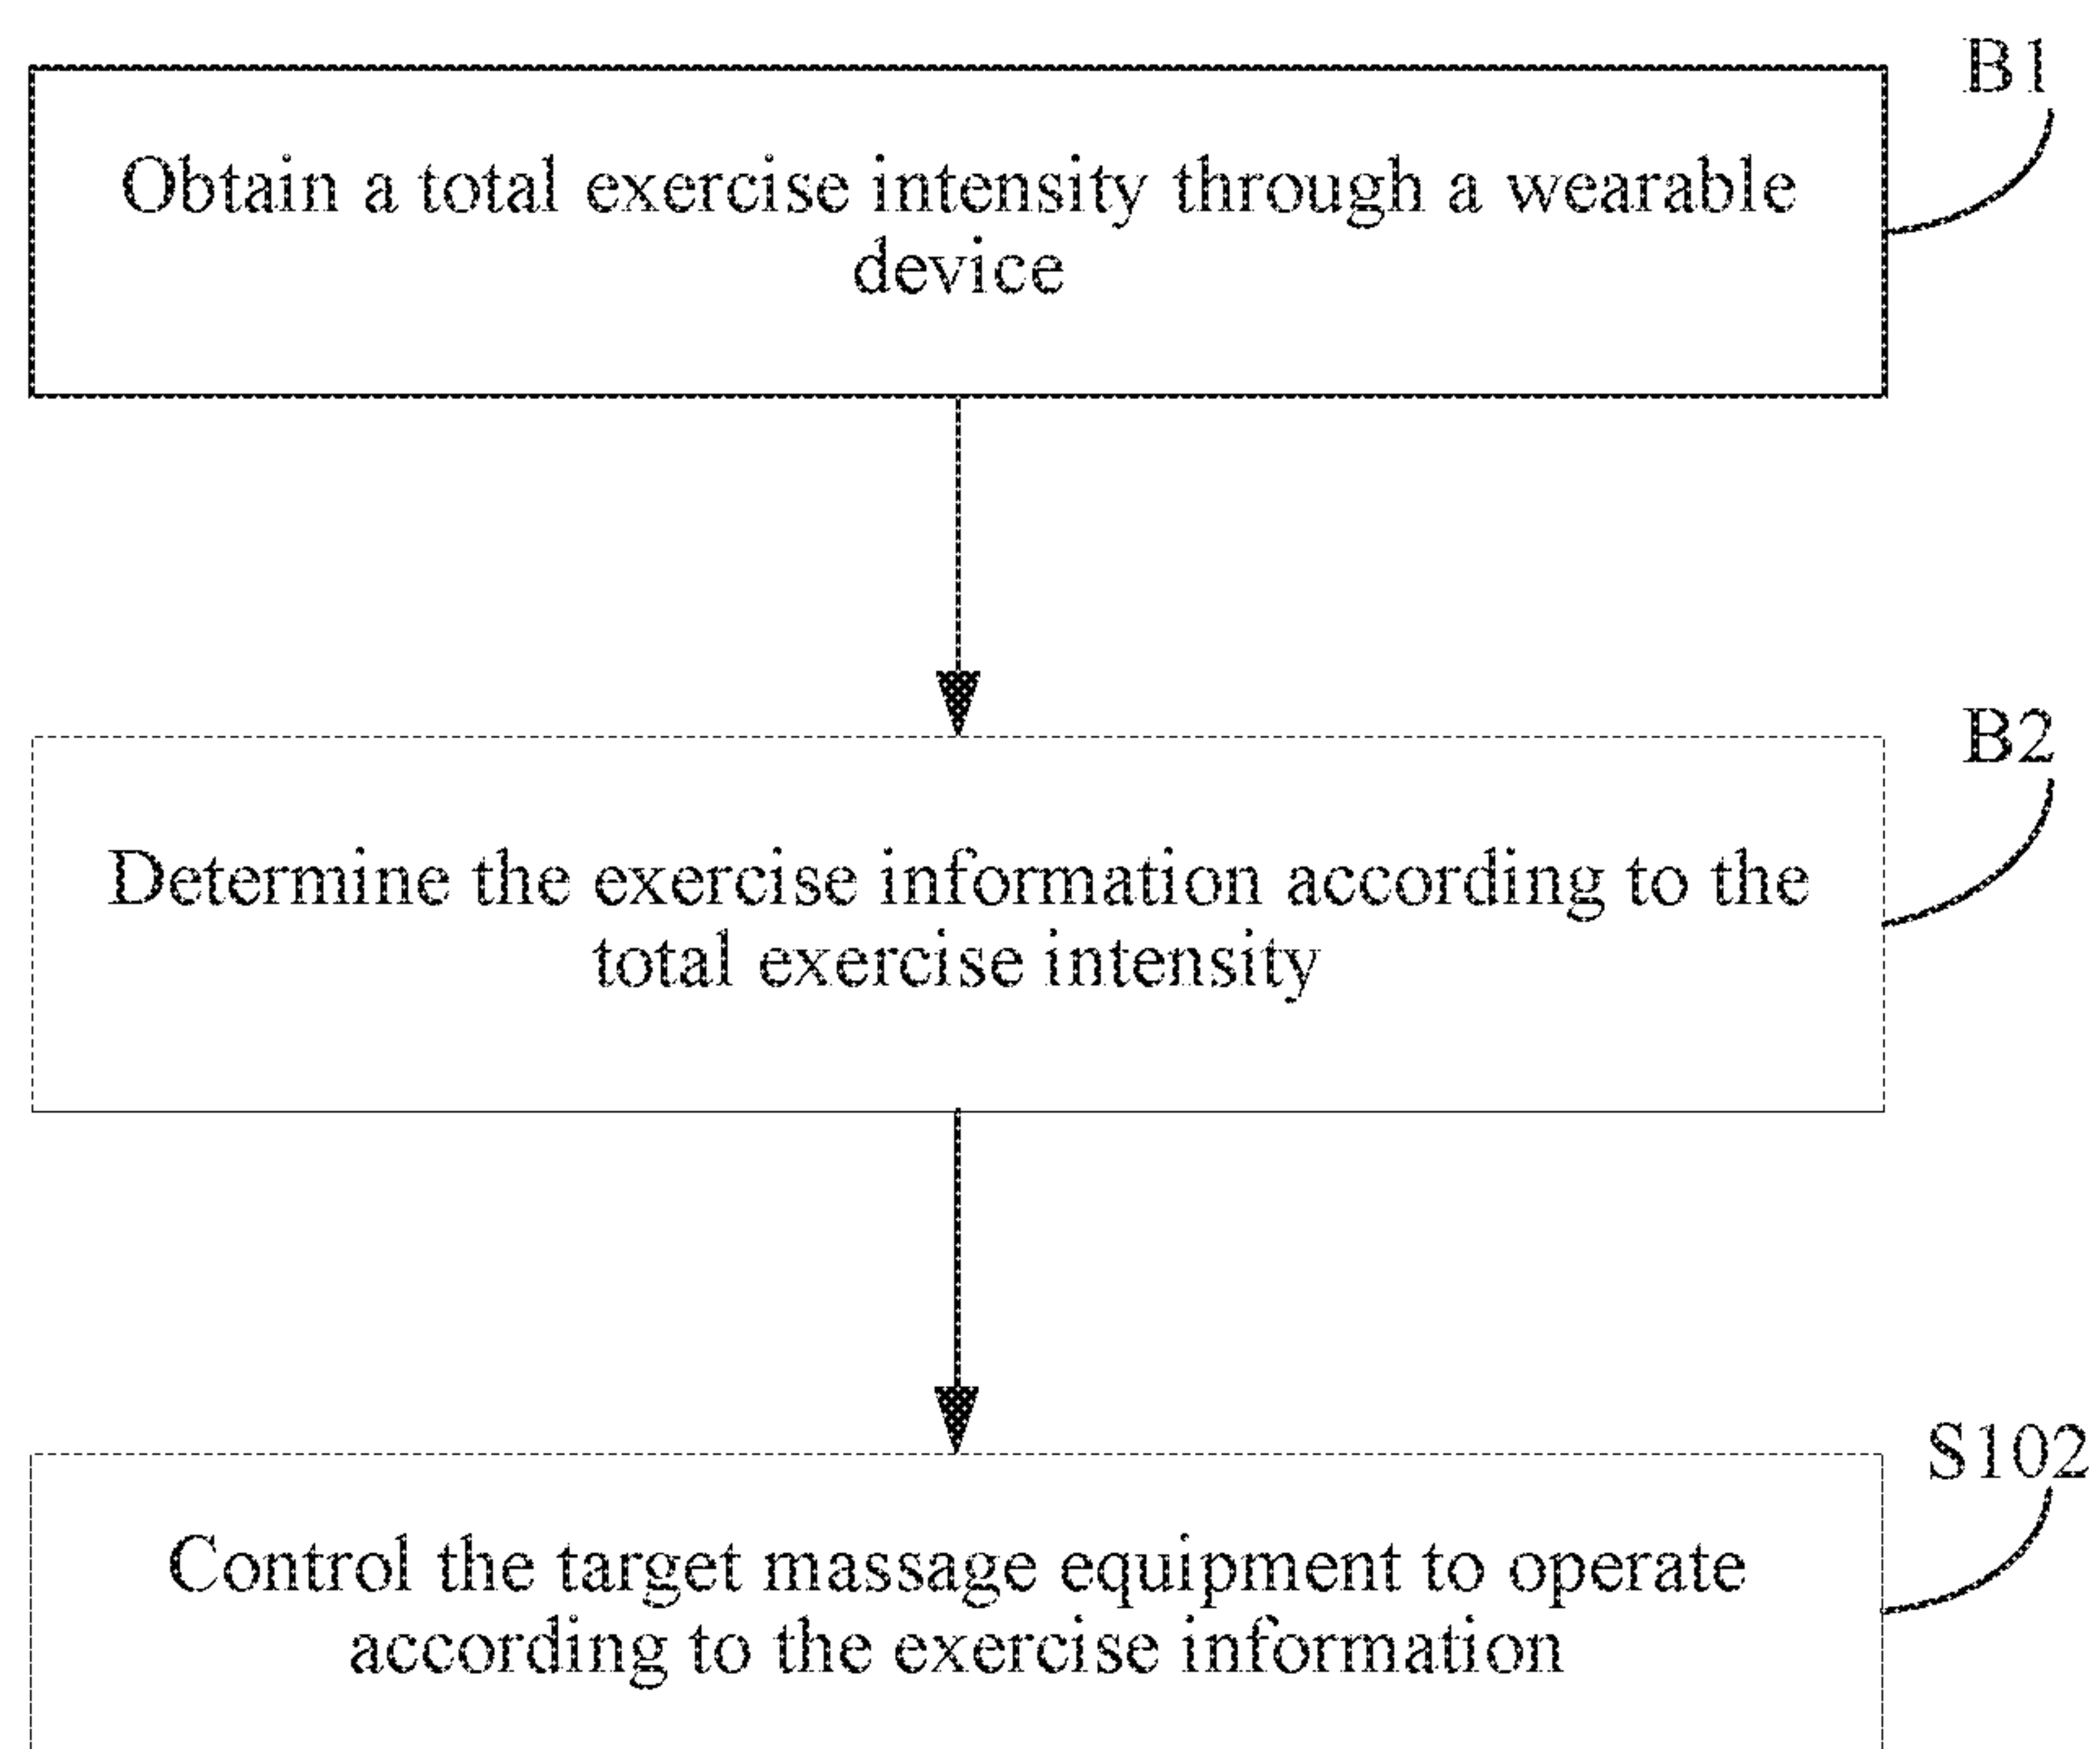 B1
Obtain a total exercise intensity through a wearable
device
B2
Determine the exercise information according to the
total exercise intensity
S102
Control the target massage equipment to operate
according to the exercise information